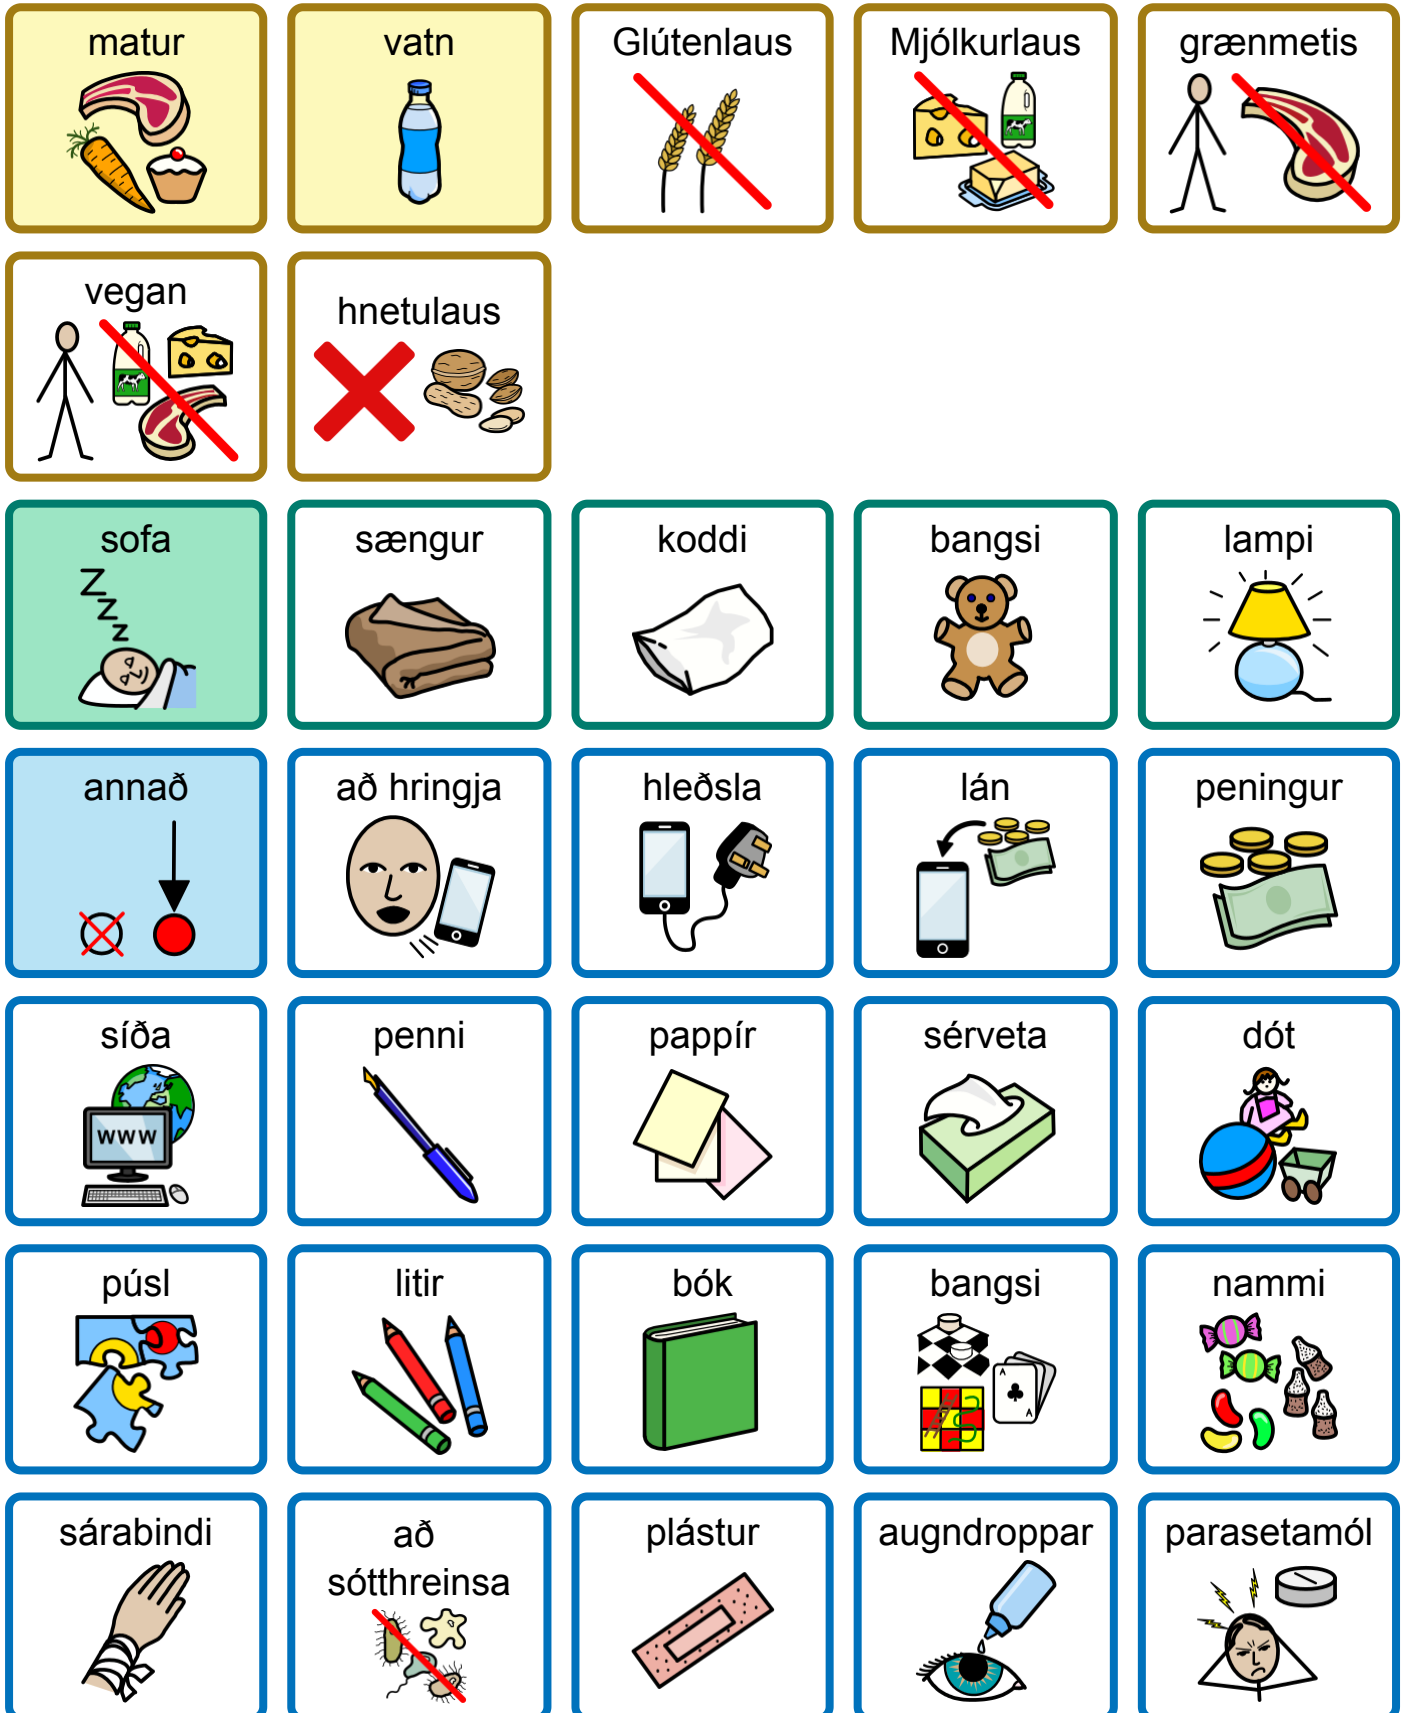 matur
vatn
Glútenlaus
Mjólkurlaus
grænmetis
vegan
hnetulaus
sofa
Z
Z
z
sængur
koddi
bangsi
lampi
annað
að hringja
hleðsla
lán
peningur
síða
www
penni
pappír
sérveta
dót
púsl
litir
bók
bangsi
A
A
nammi
sárabindi
að
sótthreinsa
plástur
augndroppar
parasetamól